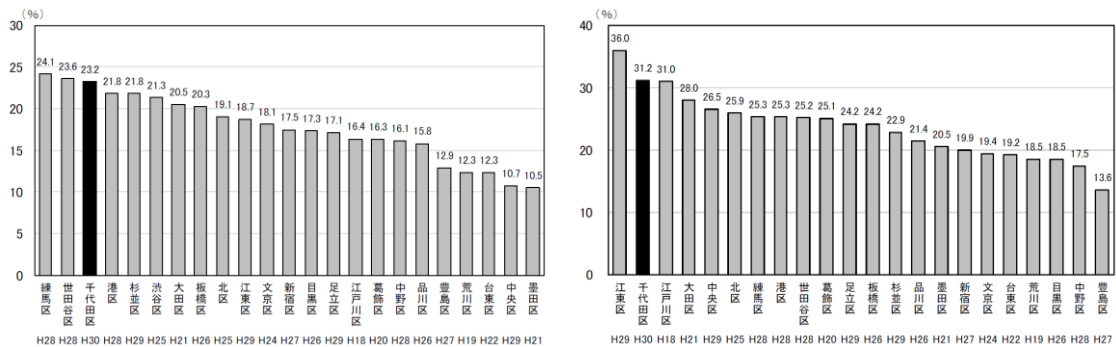 (%)
30
25
20
15
10
5
0
24.1 23.6 23.2 21.8 21.8 21.3 20.5 20.3 19.1 18.7 18.1 17.5 17.3 17.1 16.4 16.3 16.1 15.8 12.9 12.3 12.3 10.7 10.5
練馬区 世田谷区 千代田区 港区 杉並区 渋谷区 大田区 板橋区 北区 江東区 文京区 新宿区 目黒区 足立区 江戸川区 葛飾区 中野区 品川区 豊島区 荒川区 台東区 中央区 墨田区
H28 H28 H30 H28 H29 H25 H21 H26 H25 H29 H24 H27 H26 H29 H18 H20 H28 H26 H27 H19 H22 H29 H21
(%)
40
30
20
10
0
36.0 31.2 31.0 28.0 26.5 25.9 25.3 25.3 25.2 25.1 24.2 24.2 22.9 21.4 20.5 19.9 19.4 19.2 18.5 18.5 17.5 13.6
江東区 千代田区 江戸川区 大田区 中央区 北区 練馬区 港区 世田谷区 葛飾区 足立区 板橋区 杉並区 品川区 墨田区 新宿区 文京区 台東区 荒川区 目黒区 中野区 豊島区
H29 H30 H18 H21 H29 H25 H28 H28 H28 H20 H29 H26 H29 H26 H21 H27 H24 H22 H19 H26 H28 H27